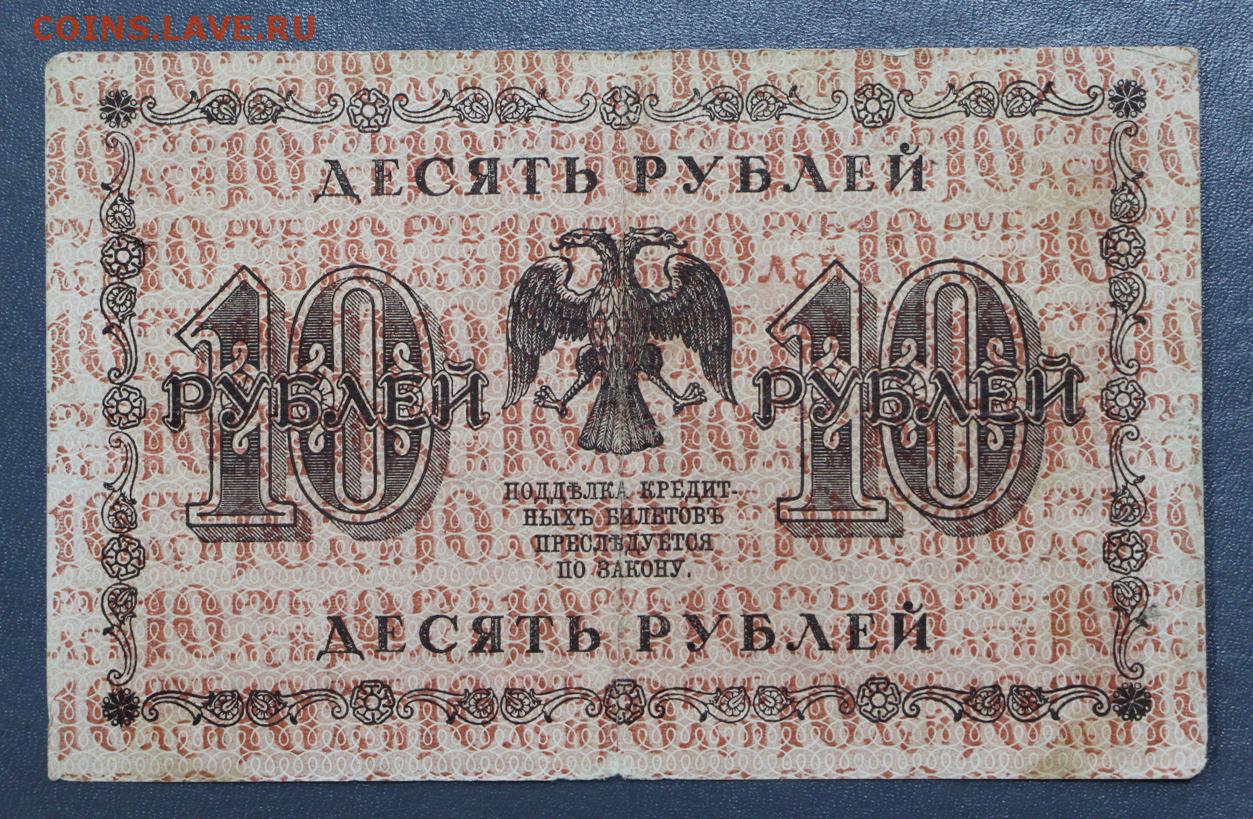 COINS.LAVE.RU
ДЕСЯТЬ РУБЛЕЙ
10 10
РУБЛЕЙ РУБЛЕЙ
ПОДДѢЛКА КРЕДИТ-
НЫХЪ БИЛЕТОВЪ
ПРЕСЛѢДУЕТСЯ
ПО ЗАКОНУ.
ДЕСЯТЬ РУБЛЕЙ